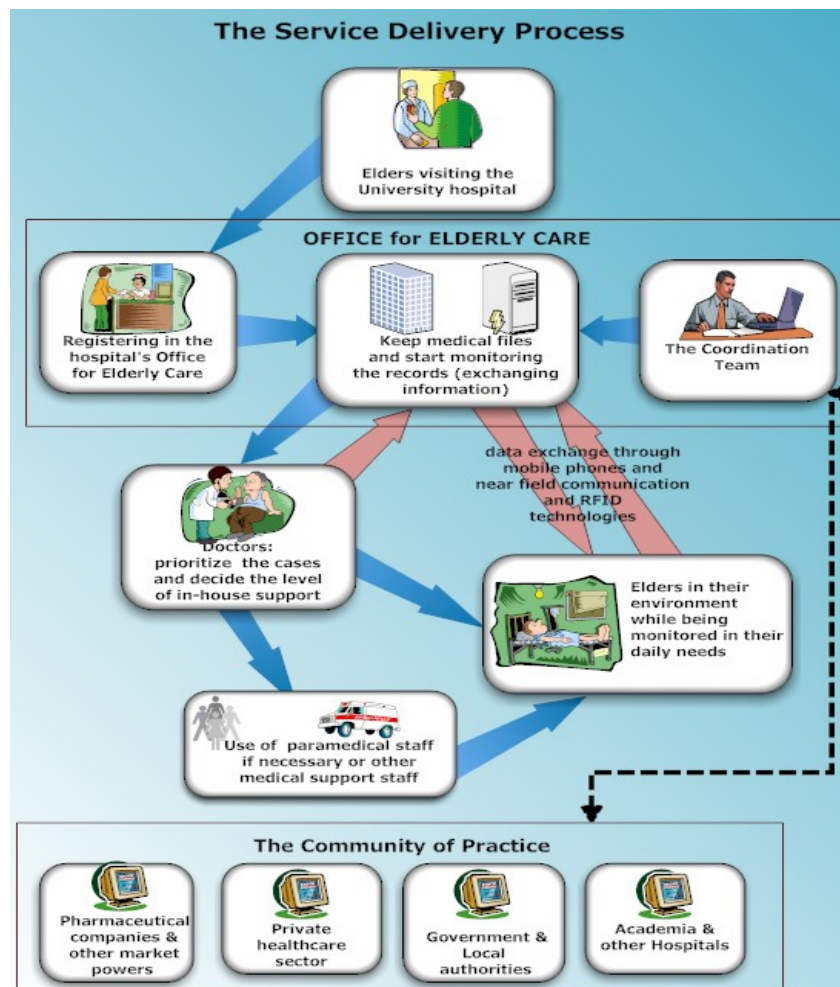 The Service Delivery Process
Elders visiting the
University hospital
OFFICE for ELDERLY CARE
Registering in the
hospital's Office
for Elderly Care
Keep medical files
and start monitoring
the records (exchanging
information)
The Coordination
Team
data exchange through
mobile phones and
near field communication
and RFID
technologies
Doctors:
prioritize the cases
and decide the level
of in-house support
Elders in their
environment
while being
monitored in their
daily needs
Use of paramedical staff
if necessary or other
medical support staff
The Community of Practice
Pharmaceutical
companies &
other market
powers
Private
healthcare
sector
Government &
Local
authorities
Academia &
other Hospitals